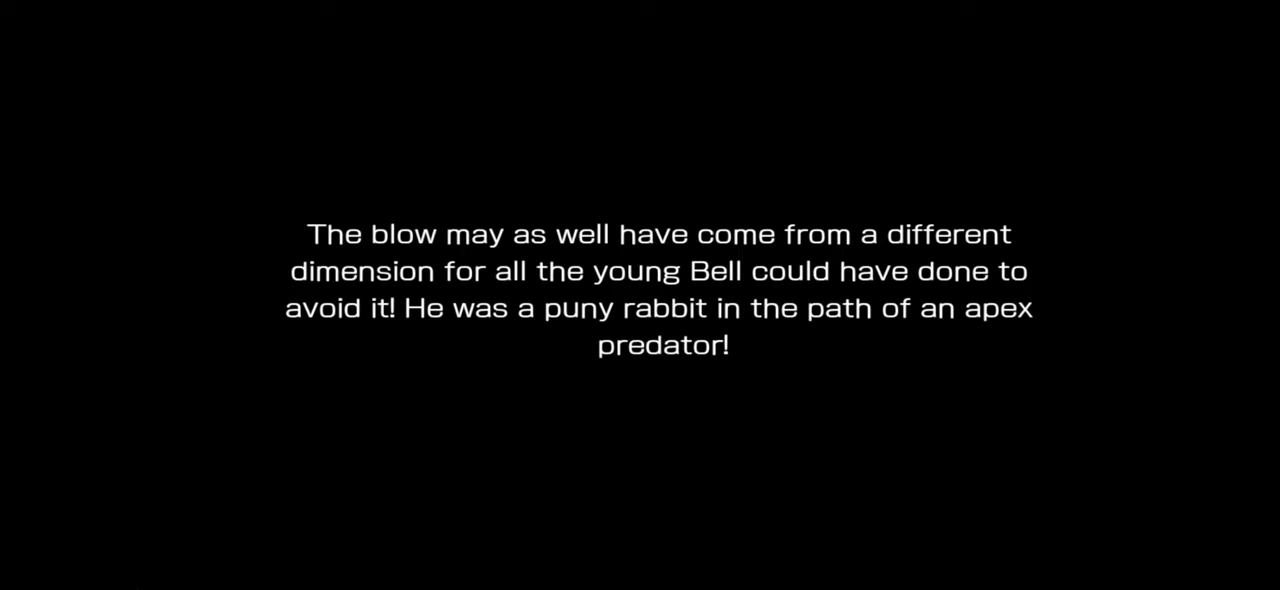 The blow may as well have come from a different
dimension for all the young Bell could have done to
avoid it! He was a puny rabbit in the path of an apex
predator!